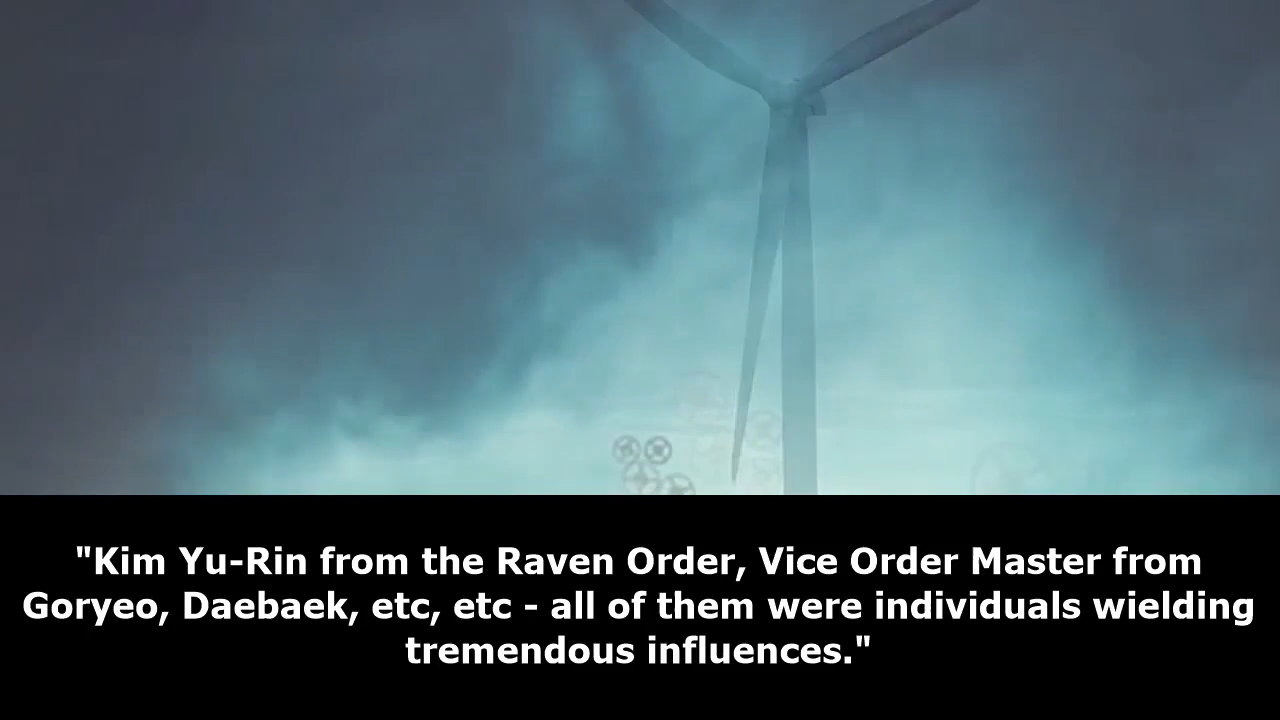 "Kim Yu-Rin from the Raven Order, Vice Order Master from
Goryeo, Daebaek, etc, etc - all of them were individuals wielding
tremendous influences."